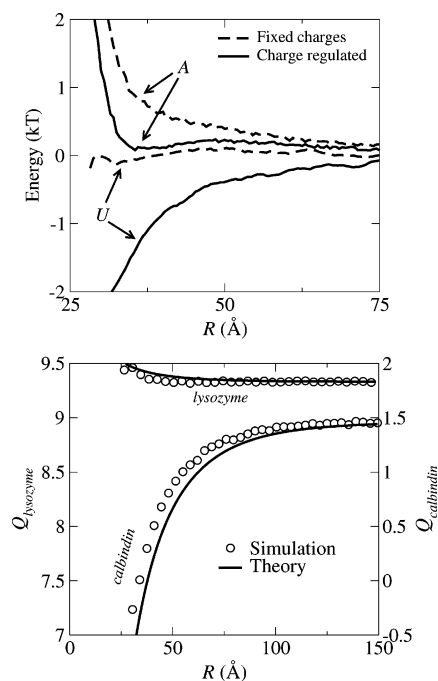 2
1
0
-1
-2
Energy (kT)
Fixed charges
Charge regulated
A
U
25
50
75
R (Å)
9.5
9
8.5
8
7.5
7
Q lysozyme
2
1.5
1
0.5
0
-0.5
Q calbindin
lysozyme
calbindin
Simulation
Theory
0
50
100
150
R (Å)